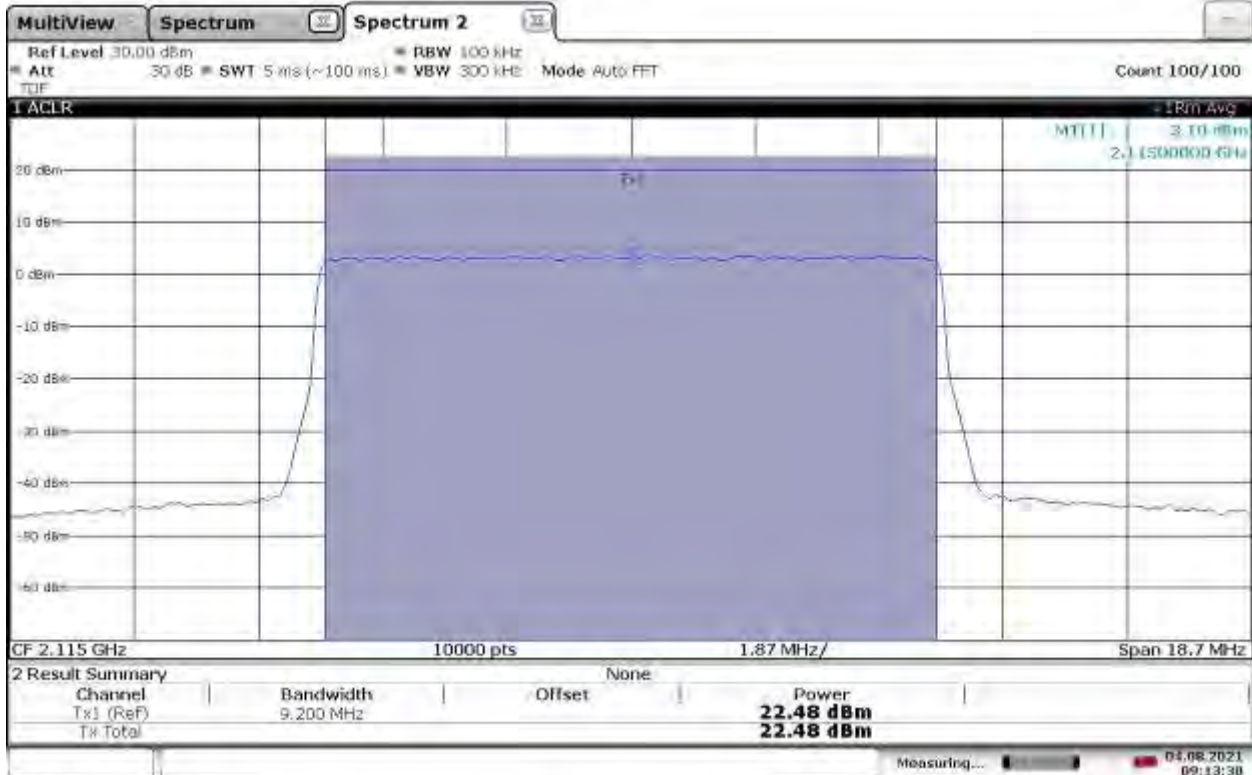 MultiView Spectrum Spectrum 2
Ref Level 30.00 dBm RBW 100 kHz
Att 30 dB SWT 5 ms (~100 ms) VBW 300 kHz Mode Auto FFT Count 100/100
TDF
1 ACLR 1Rm Avg
3.10 dBm
2.11500000 GHz
20 dBm
Tx1
10 dBm
0 dBm
-10 dBm
-20 dBm
-30 dBm
-40 dBm
-50 dBm
-60 dBm
CF 2.115 GHz 10000 pts 1.87 MHz/ Span 18.7 MHz
2 Result Summary None
Channel Bandwidth Offset Power
Tx1 (Ref) 9.200 MHz 22.48 dBm
Tx Total 22.48 dBm
Measuring... 04.08.2021
09:13:38